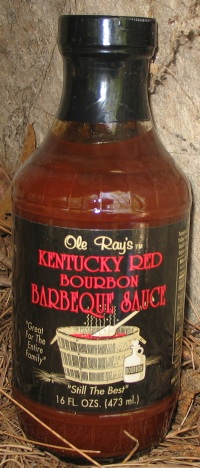 Ole Ray's™
KENTUCKY RED
BOURBON
BARBEQUE SAUCE
"Great
For The
Entire
Family"
"Still The Best"
16 FL. OZS. (473 ml.)